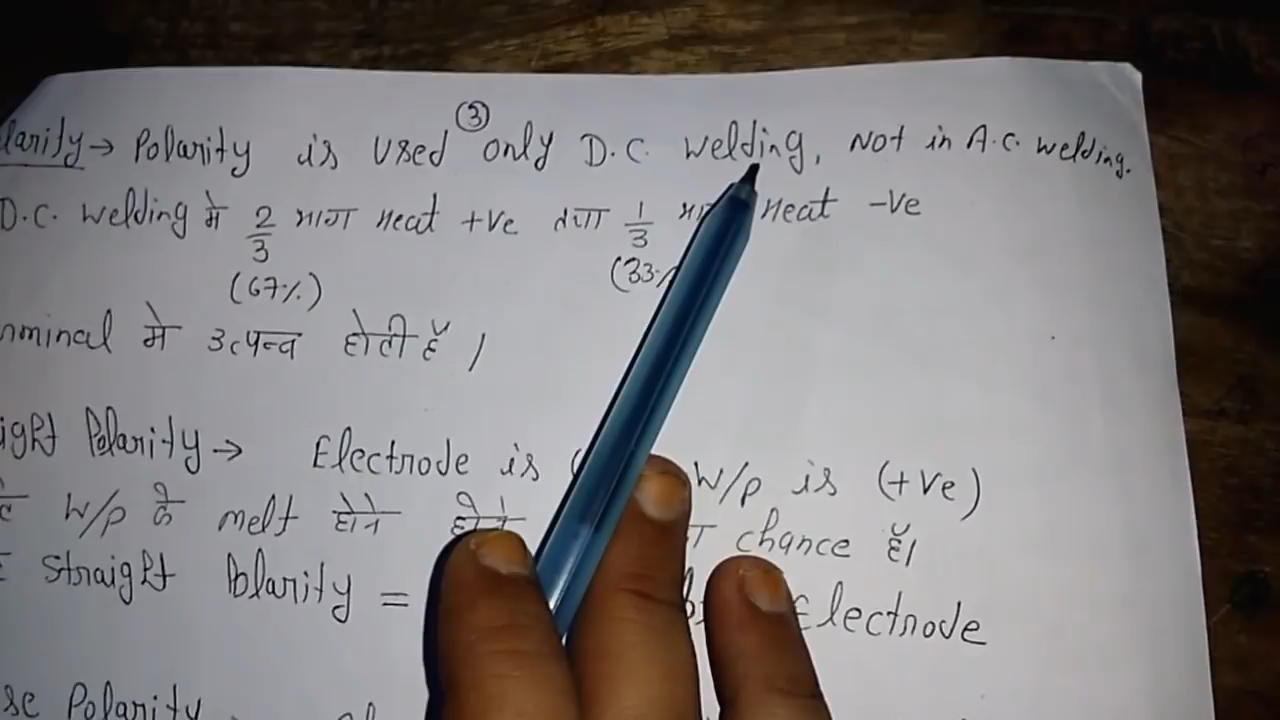 larity → Polarity is used ③ only D.C. welding, Not in A.C. welding.
D.C. welding मे 2/3 भाग heat +ve तथा 1/3 heat -ve
(67%) (33%
minal मे उत्पन्न होती हैं।
ight Polarity → Electrode is W/p is (+ve)
W/p के melt होने होने chance हैं।
straight Polarity = Electrode
se Polarity